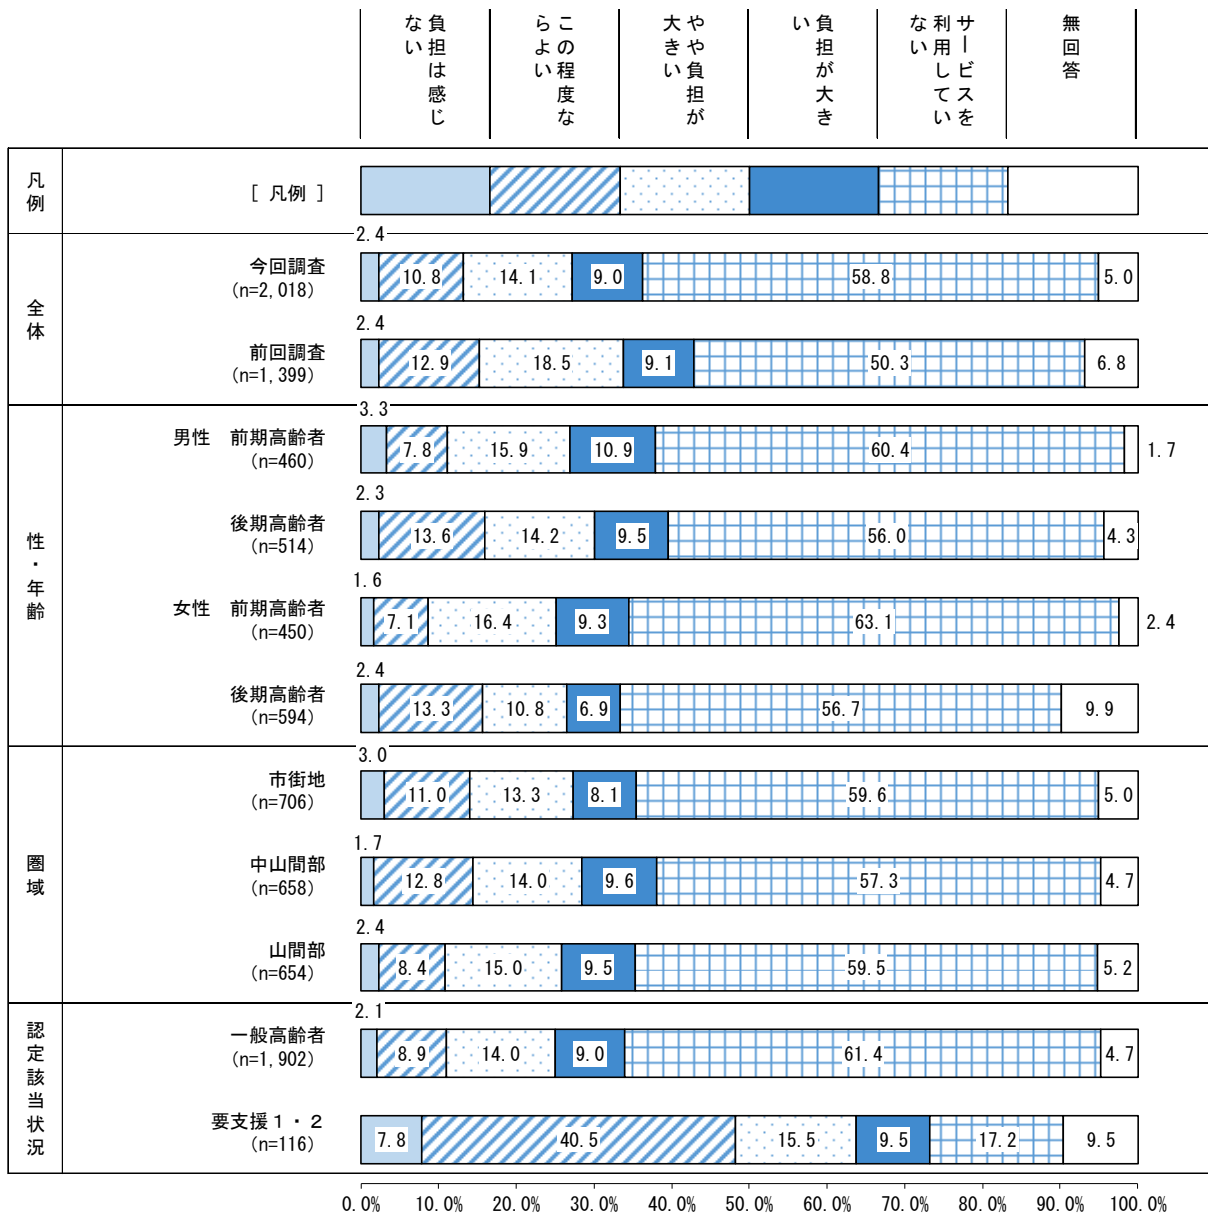 負担は感じ
ない
この程度な
らよい
やや負担が
大きい
負担が大き
い
サービスを
利用してい
ない
無回答
凡例
[ 凡例 ]
全体
2.4
今回調査
(n=2,018)
10.8 14.1 9.0 58.8 5.0
2.4
前回調査
(n=1,399)
12.9 18.5 9.1 50.3 6.8
性・年齢
3.3
男性 前期高齢者
(n=460)
7.8 15.9 10.9 60.4 1.7
2.3
後期高齢者
(n=514)
13.6 14.2 9.5 56.0 4.3
1.6
女性 前期高齢者
(n=450)
7.1 16.4 9.3 63.1 2.4
2.4
後期高齢者
(n=594)
13.3 10.8 6.9 56.7 9.9
圏域
3.0
市街地
(n=706)
11.0 13.3 8.1 59.6 5.0
1.7
中山間部
(n=658)
12.8 14.0 9.6 57.3 4.7
2.4
山間部
(n=654)
8.4 15.0 9.5 59.5 5.2
認定該当状況
2.1
一般高齢者
(n=1,902)
8.9 14.0 9.0 61.4 4.7
要支援１・２
(n=116)
7.8 40.5 15.5 9.5 17.2 9.5
0.0% 10.0% 20.0% 30.0% 40.0% 50.0% 60.0% 70.0% 80.0% 90.0% 100.0%